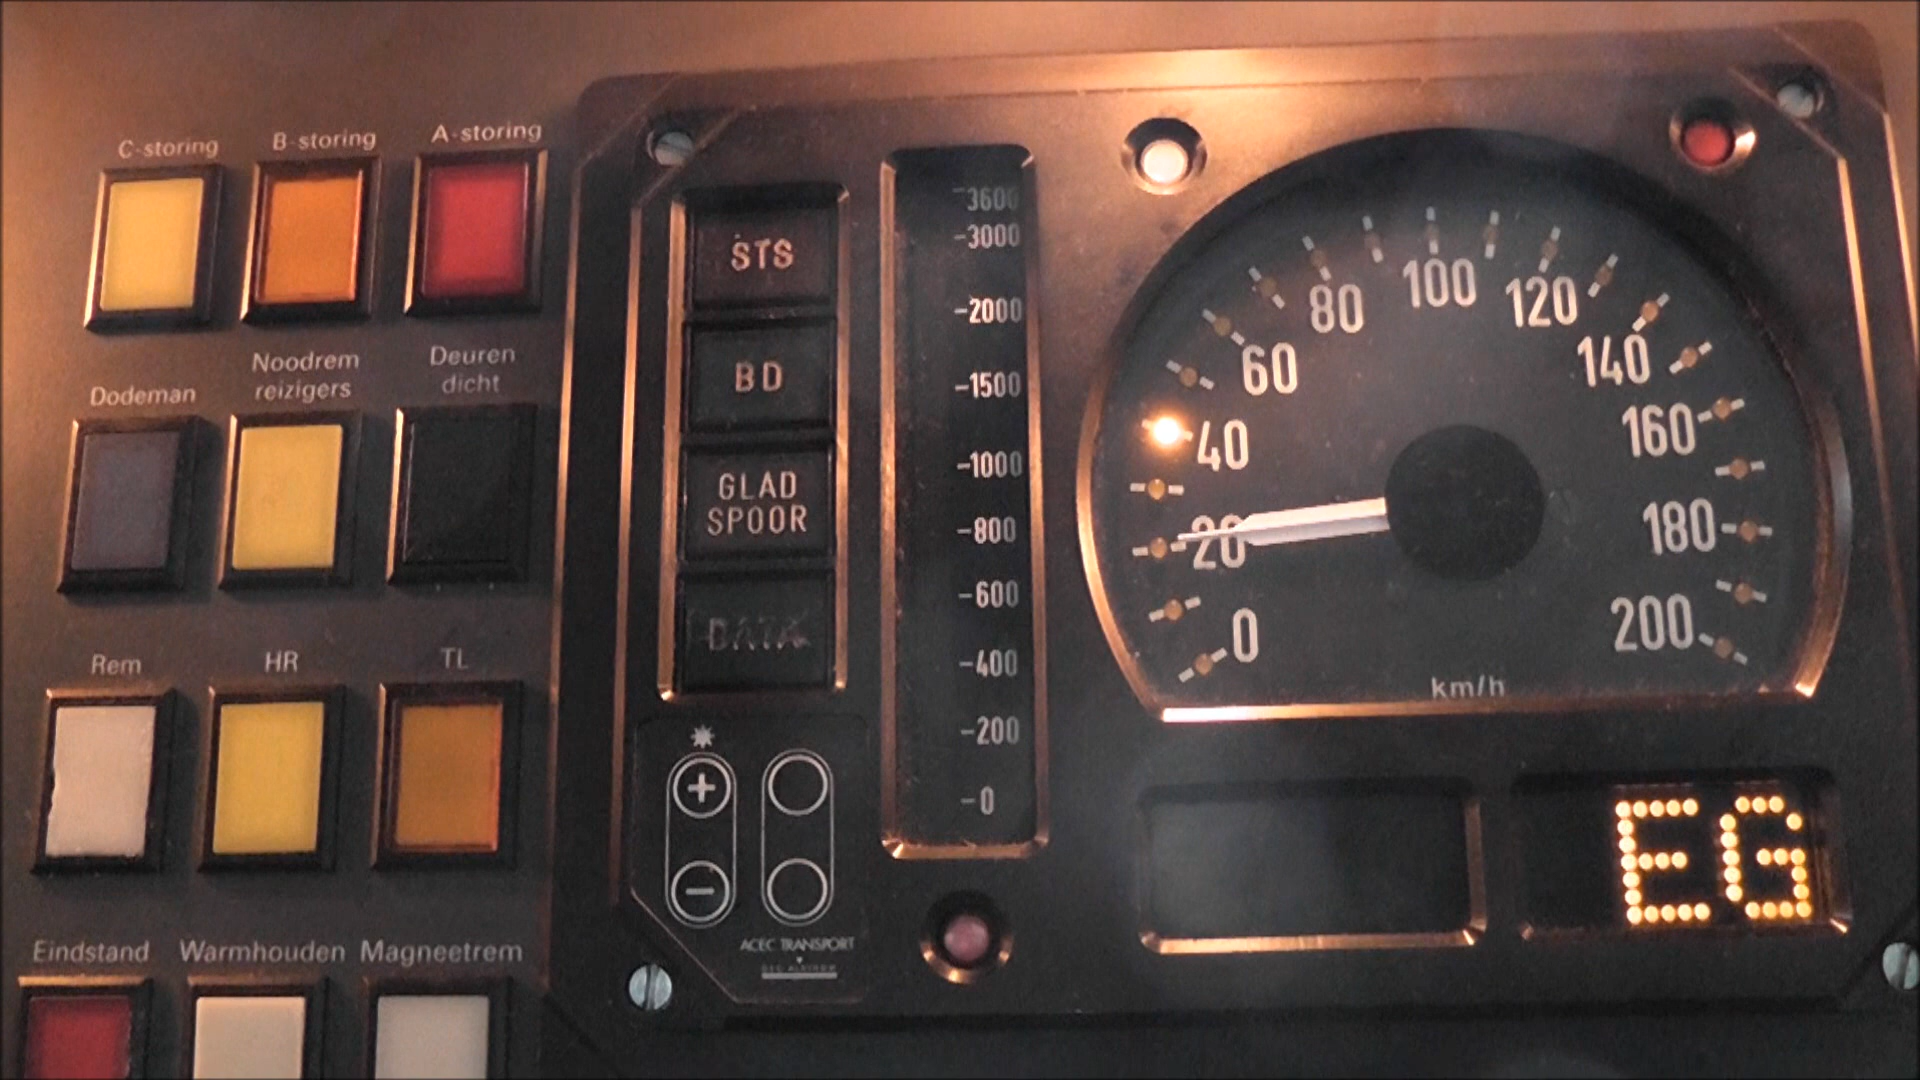 C-storing
B-storing
A-storing
Dodeman
Noodrem
reizigers
Deuren
dicht
Rem
HR
TL
Eindstand
Warmhouden
Magneetrem
STS
BD
GLAD
SPOOR
DATA
+
−
ACEC TRANSPORT
3600
3000
2000
1500
1000
800
600
400
200
0
0
20
40
60
80
100
120
140
160
180
200
km/h
EG